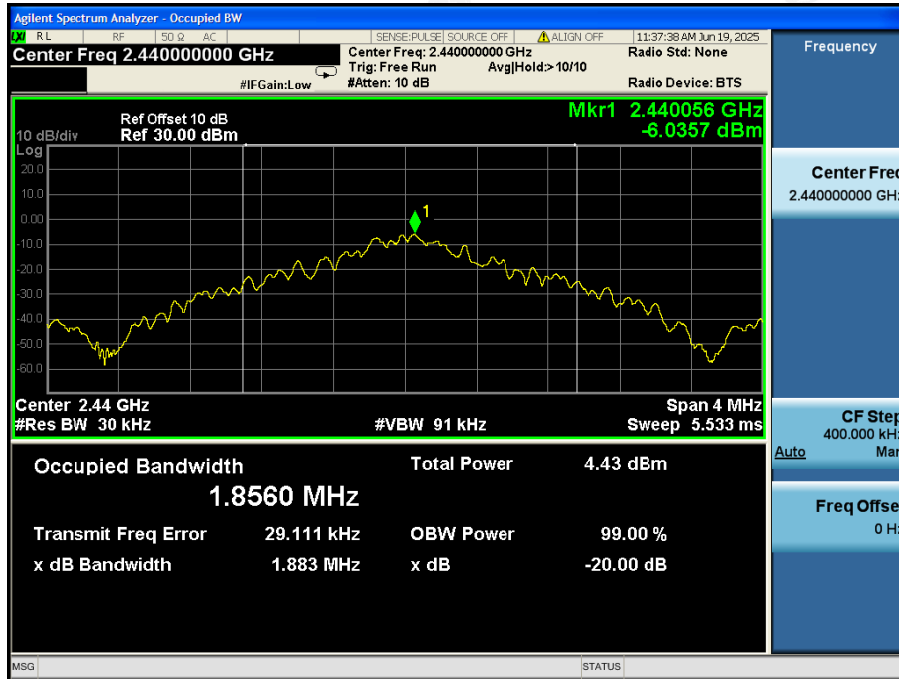 Agilent Spectrum Analyzer - Occupied BW
LXI RL RF 50 Ω AC SENSE:PULSE SOURCE OFF ALIGN OFF 11:37:38 AM Jun 19, 2025
Center Freq 2.440000000 GHz
Center Freq: 2.440000000 GHz Radio Std: None
Trig: Free Run Avg|Hold:>10/10
#IFGain:Low #Atten: 10 dB Radio Device: BTS
Mkr1 2.440056 GHz
-6.0357 dBm
Ref Offset 10 dB
10 dB/div Ref 30.00 dBm
Log
20.0
10.0
0.00
1
-10.0
-20.0
-30.0
-40.0
-50.0
-60.0
Center 2.44 GHz Span 4 MHz
#Res BW 30 kHz #VBW 91 kHz Sweep 5.533 ms
Occupied Bandwidth Total Power 4.43 dBm
1.8560 MHz
Transmit Freq Error 29.111 kHz OBW Power 99.00 %
x dB Bandwidth 1.883 MHz x dB -20.00 dB
MSG STATUS
Frequency
Center Freq
2.440000000 GHz
CF Step
400.000 kHz
Auto Man
Freq Offset
0 Hz